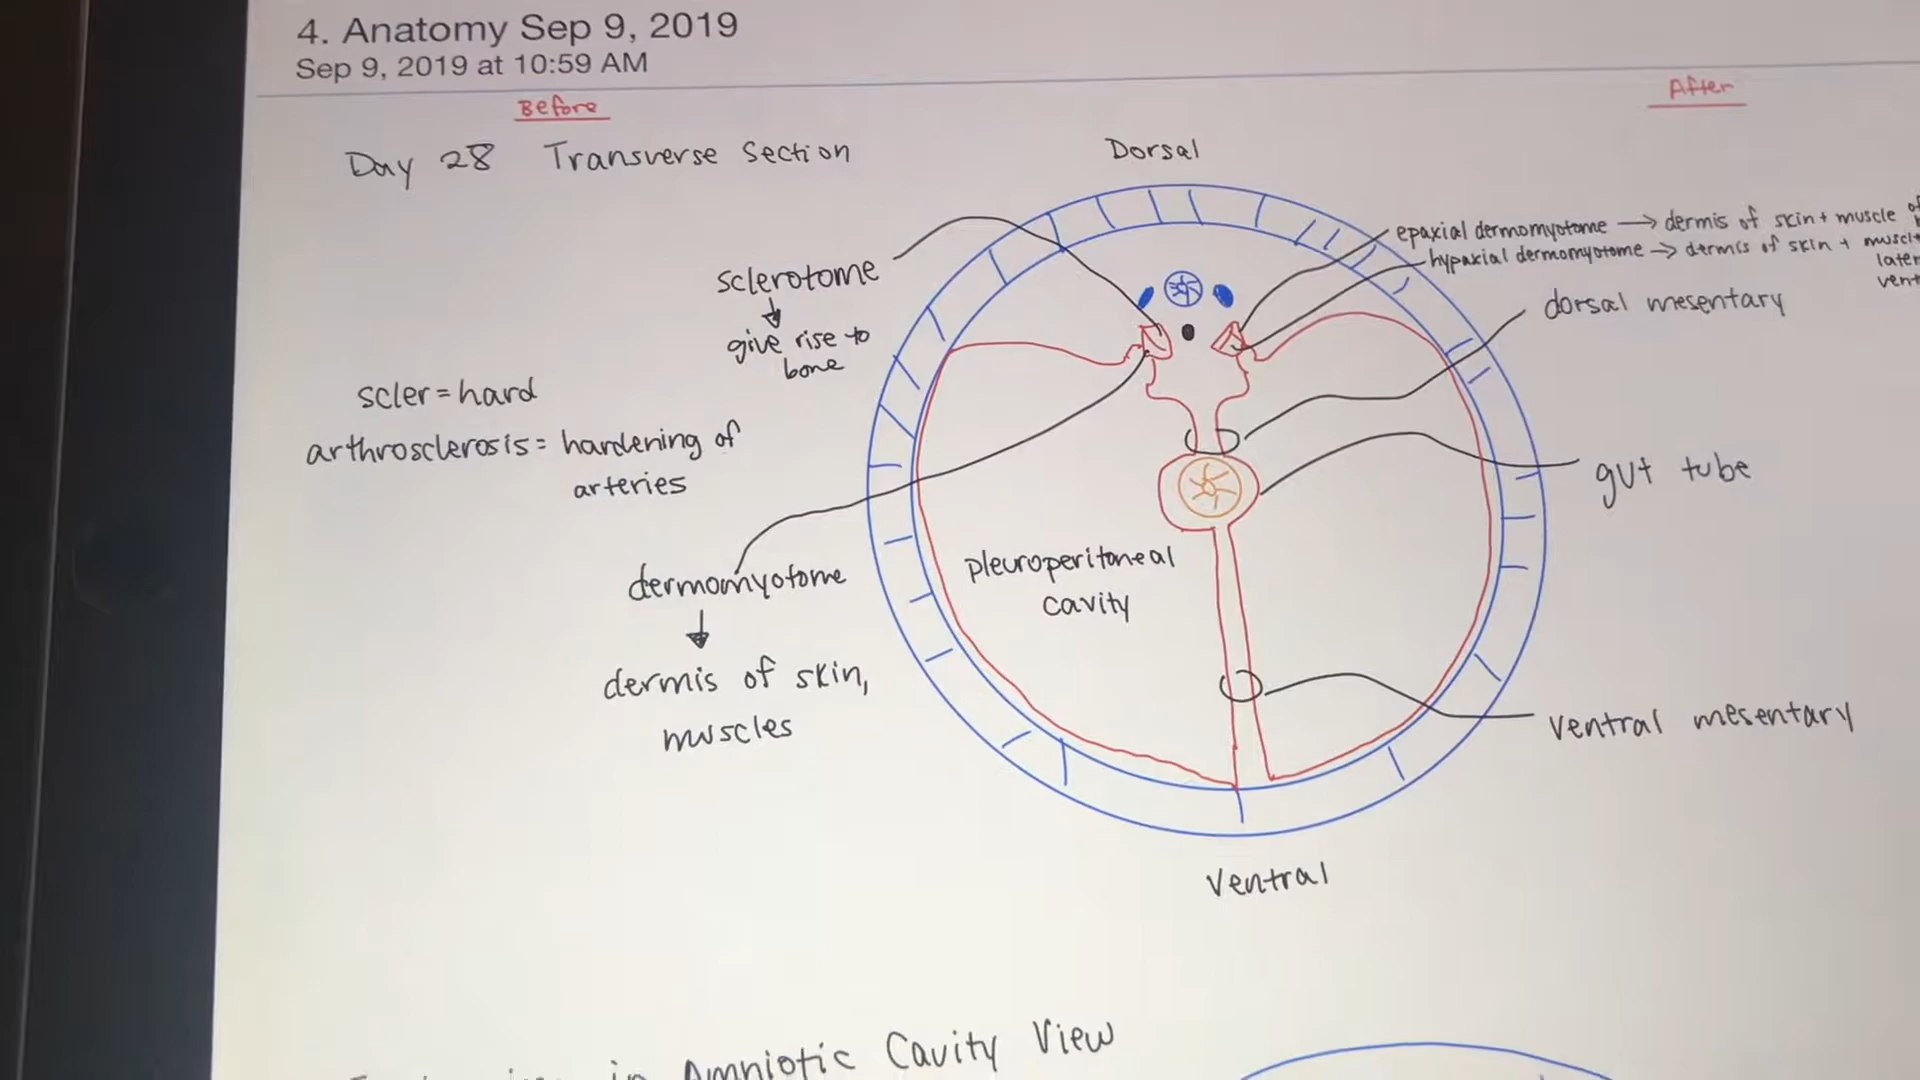 4. Anatomy Sep 9, 2019
Sep 9, 2019 at 10:59 AM
Before
After
Day 28 Transverse Section
Dorsal
epaxial dermomyotome → dermis of skin + muscle of
hypaxial dermomyotome → dermis of skin +
sclerotome
give rise to
bone
dorsal mesentary
scler = hard
arthrosclerosis = hardening of
arteries
gut tube
dermomyotome
pleuroperitoneal
cavity
dermis of skin,
muscles
ventral mesentary
Ventral
in Amniotic Cavity View